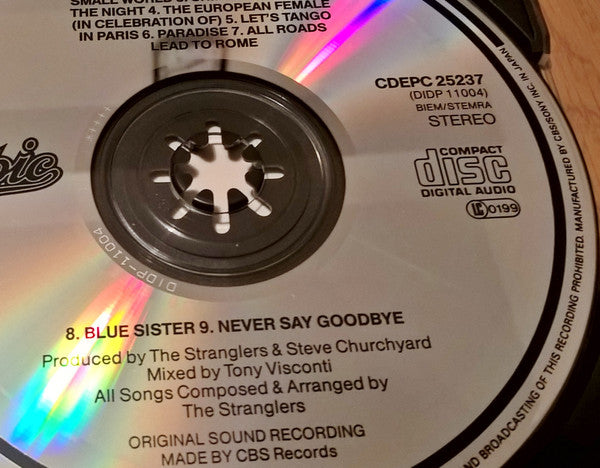 THE NIGHT 4. THE EUROPEAN FEMALE
(IN CELEBRATION OF) 5. LET'S TANGO
IN PARIS 6. PARADISE 7. ALL ROADS
LEAD TO ROME
CDEPC 25237
(DIDP 11004)
BIEM/STEMRA
STEREO
COMPACT
disc
DIGITAL AUDIO
LC 0199
pic
DIDP-11004
8. BLUE SISTER 9. NEVER SAY GOODBYE
Produced by The Stranglers & Steve Churchyard
Mixed by Tony Visconti
All Songs Composed & Arranged by
The Stranglers
ORIGINAL SOUND RECORDING
MADE BY CBS Records
ND BROADCASTING OF THIS RECORDING PROHIBITED. MANUFACTURED BY CBS/SONY INC. IN JAPAN